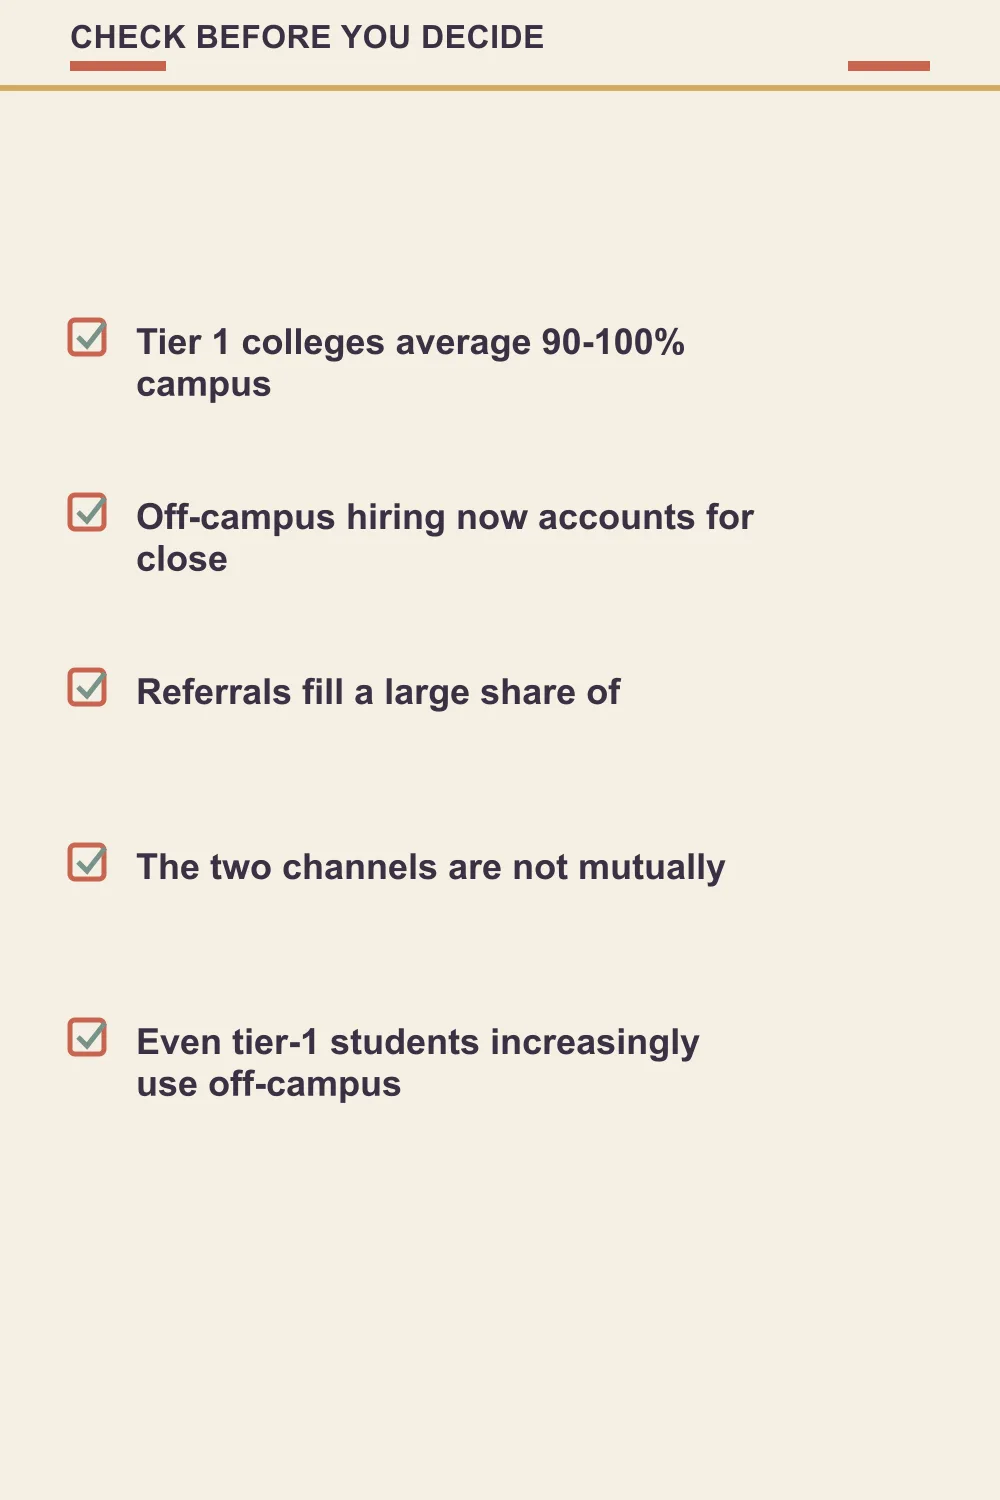 CHECK BEFORE YOU DECIDE
Tier 1 colleges average 90-100%
campus
Off-campus hiring now accounts for
close
Referrals fill a large share of
The two channels are not mutually
Even tier-1 students increasingly
use off-campus